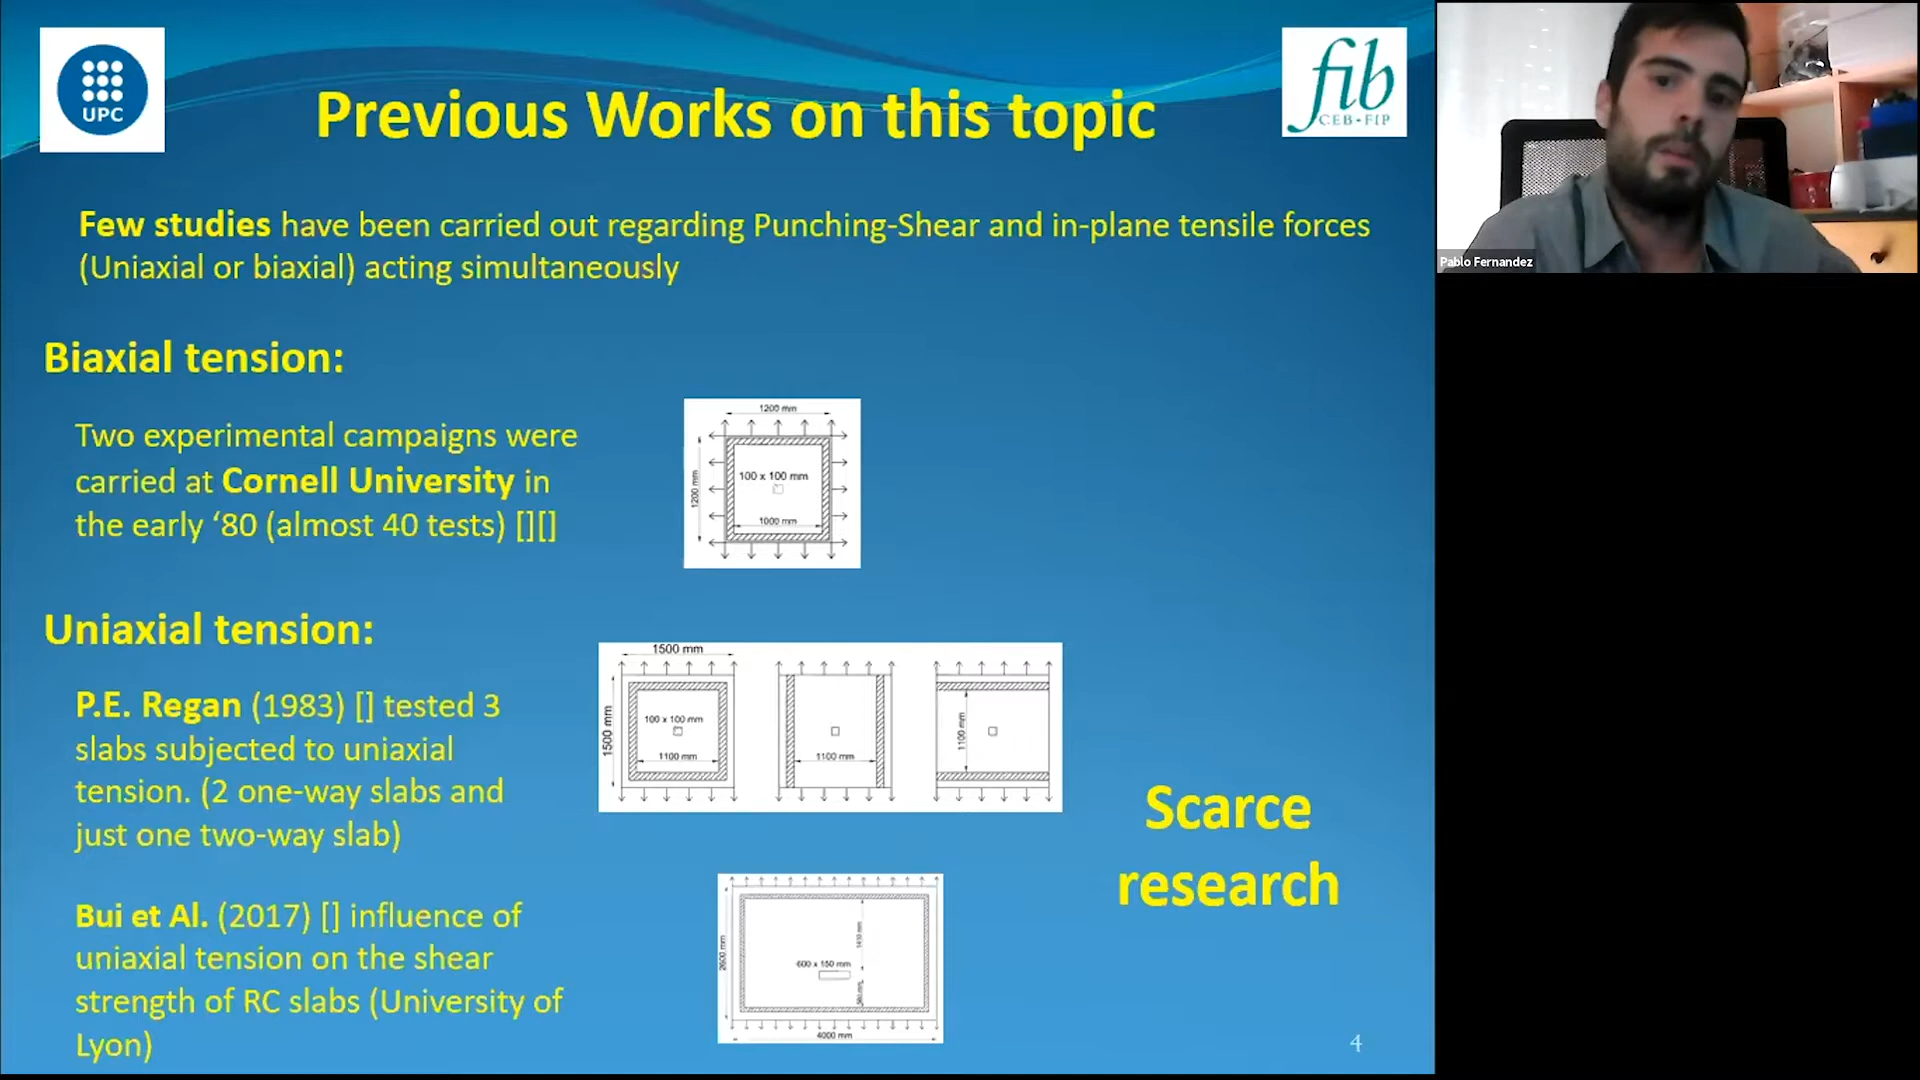 UPC
Previous Works on this topic
fib
CEB-FIP
Few studies have been carried out regarding Punching-Shear and in-plane tensile forces
(Uniaxial or biaxial) acting simultaneously
Biaxial tension:
Two experimental campaigns were
carried at Cornell University in
the early ‘80 (almost 40 tests) [][]
1200 mm
1200 mm
100 x 100 mm
1000 mm
Uniaxial tension:
P.E. Regan (1983) [] tested 3
slabs subjected to uniaxial
tension. (2 one-way slabs and
just one two-way slab)
1500 mm
1500 mm
100 x 100 mm
1100 mm
1100 mm
1100 mm
Scarce
research
Bui et Al. (2017) [] influence of
uniaxial tension on the shear
strength of RC slabs (University of
Lyon)
2600 mm
600 x 150 mm
4000 mm
4
Pablo Fernandez